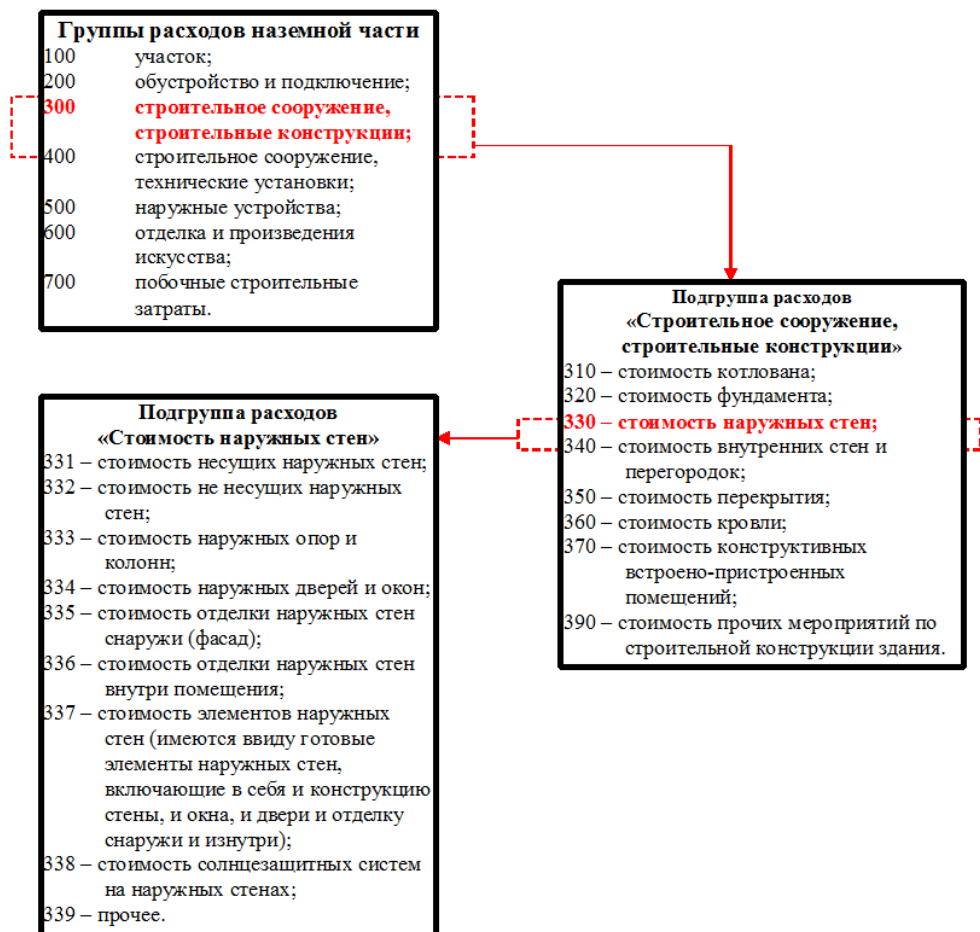 Группы расходов наземной части
100 участок;
200 обустройство и подключение;
300 строительное сооружение,
строительные конструкции;
400 строительное сооружение,
технические установки;
500 наружные устройства;
600 отделка и произведения
искусства;
700 побочные строительные
затраты.
Подгруппа расходов
«Строительное сооружение,
строительные конструкции»
310 – стоимость котлована;
320 – стоимость фундамента;
330 – стоимость наружных стен;
340 – стоимость внутренних стен и
перегородок;
350 – стоимость перекрытия;
360 – стоимость кровли;
370 – стоимость конструктивных
встроено-пристроенных
помещений;
390 – стоимость прочих мероприятий по
строительной конструкции здания.
Подгруппа расходов
«Стоимость наружных стен»
331 – стоимость несущих наружных стен;
332 – стоимость не несущих наружных
стен;
333 – стоимость наружных опор и
колонн;
334 – стоимость наружных дверей и окон;
335 – стоимость отделки наружных стен
снаружи (фасад);
336 – стоимость отделки наружных стен
внутри помещения;
337 – стоимость элементов наружных
стен (имеются ввиду готовые
элементы наружных стен,
включающие в себя и конструкцию
стены, и окна, и двери и отделку
снаружи и изнутри);
338 – стоимость солнцезащитных систем
на наружных стенах;
339 – прочее.